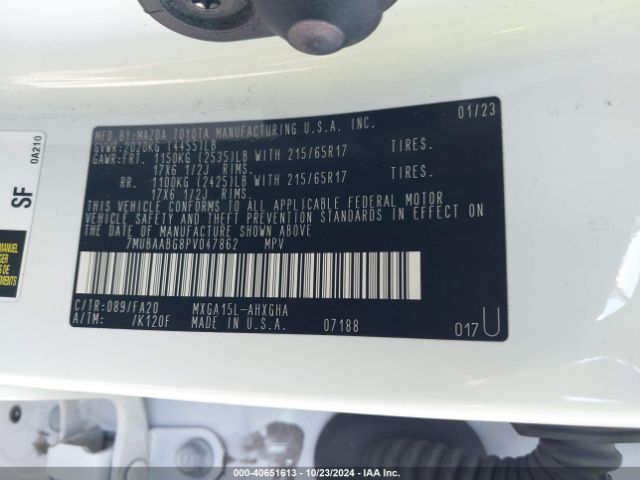 MFD.BY:MAZDA TOYOTA MANUFACTURING U.S.A. INC. 01/23
GVWR:2020KG (4455)LB
GAWR:FRT. 1150KG (2535)LB WITH 215/65R17 TIRES.
17X6 1/2J RIMS.
RR. 1100KG (2425)LB WITH 215/65R17 TIRES.
17X6 1/2J RIMS.
THIS VEHICLE CONFORMS TO ALL APPLICABLE FEDERAL MOTOR
VEHICLE SAFETY AND THEFT PREVENTION STANDARDS IN EFFECT ON
THE DATE OF MANUFACTURE SHOWN ABOVE
7MUBAABG8PV047862 MPV
C/TR:089/FA20 MXGA15L-AHXGHA
A/TM: /K120F MADE IN U.S.A. 07188 017U
SF 0A210
MANUEL
000-40651613 - 10/23/2024 - IAA Inc.